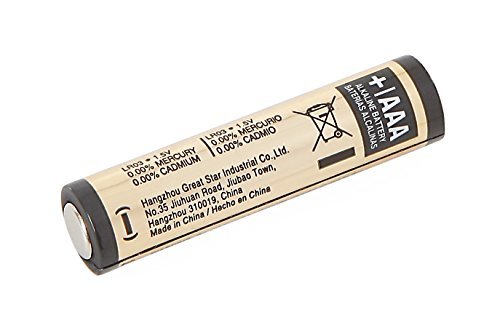 +/AAA
ALKALINE BATTERY
BATERIAS ALCALINAS
LR03 • 1.5V
0.00% MERCURY
0.00% CADMIUM
LR03 • 1.5V
0.00% MERCURIO
0.00% CADMIO
Hangzhou Great Star Industrial Co.,Ltd.
No.35 Jiuhuan Road, Jiubao Town,
Hangzhou 310019, China
Made in China / Hecho en China